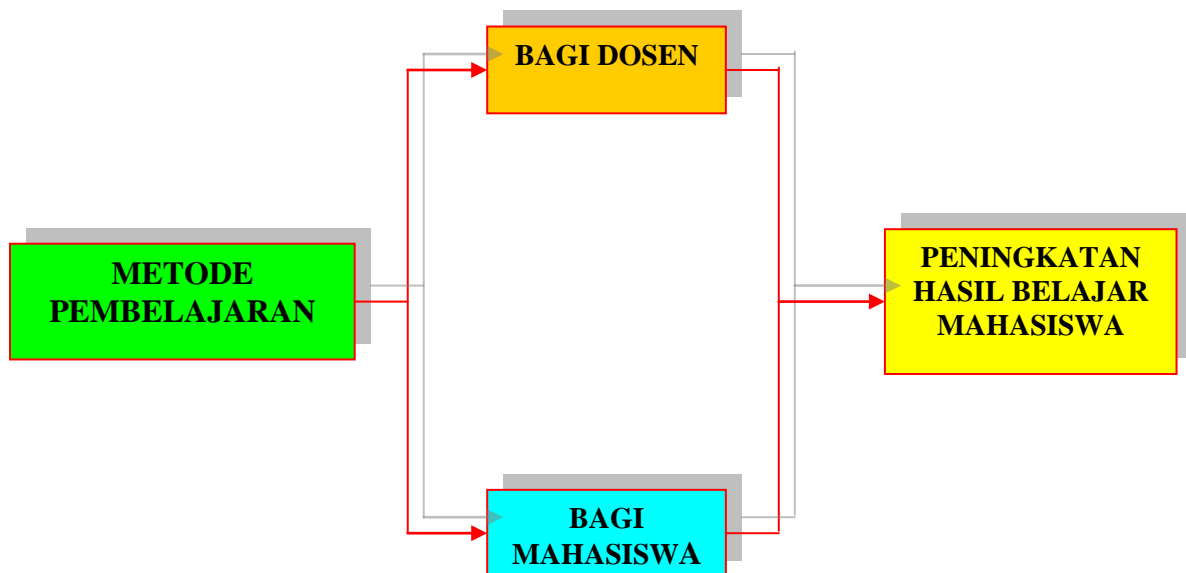 BAGI DOSEN
METODE
PEMBELAJARAN
PENINGKATAN
HASIL BELAJAR
MAHASISWA
BAGI
MAHASISWA